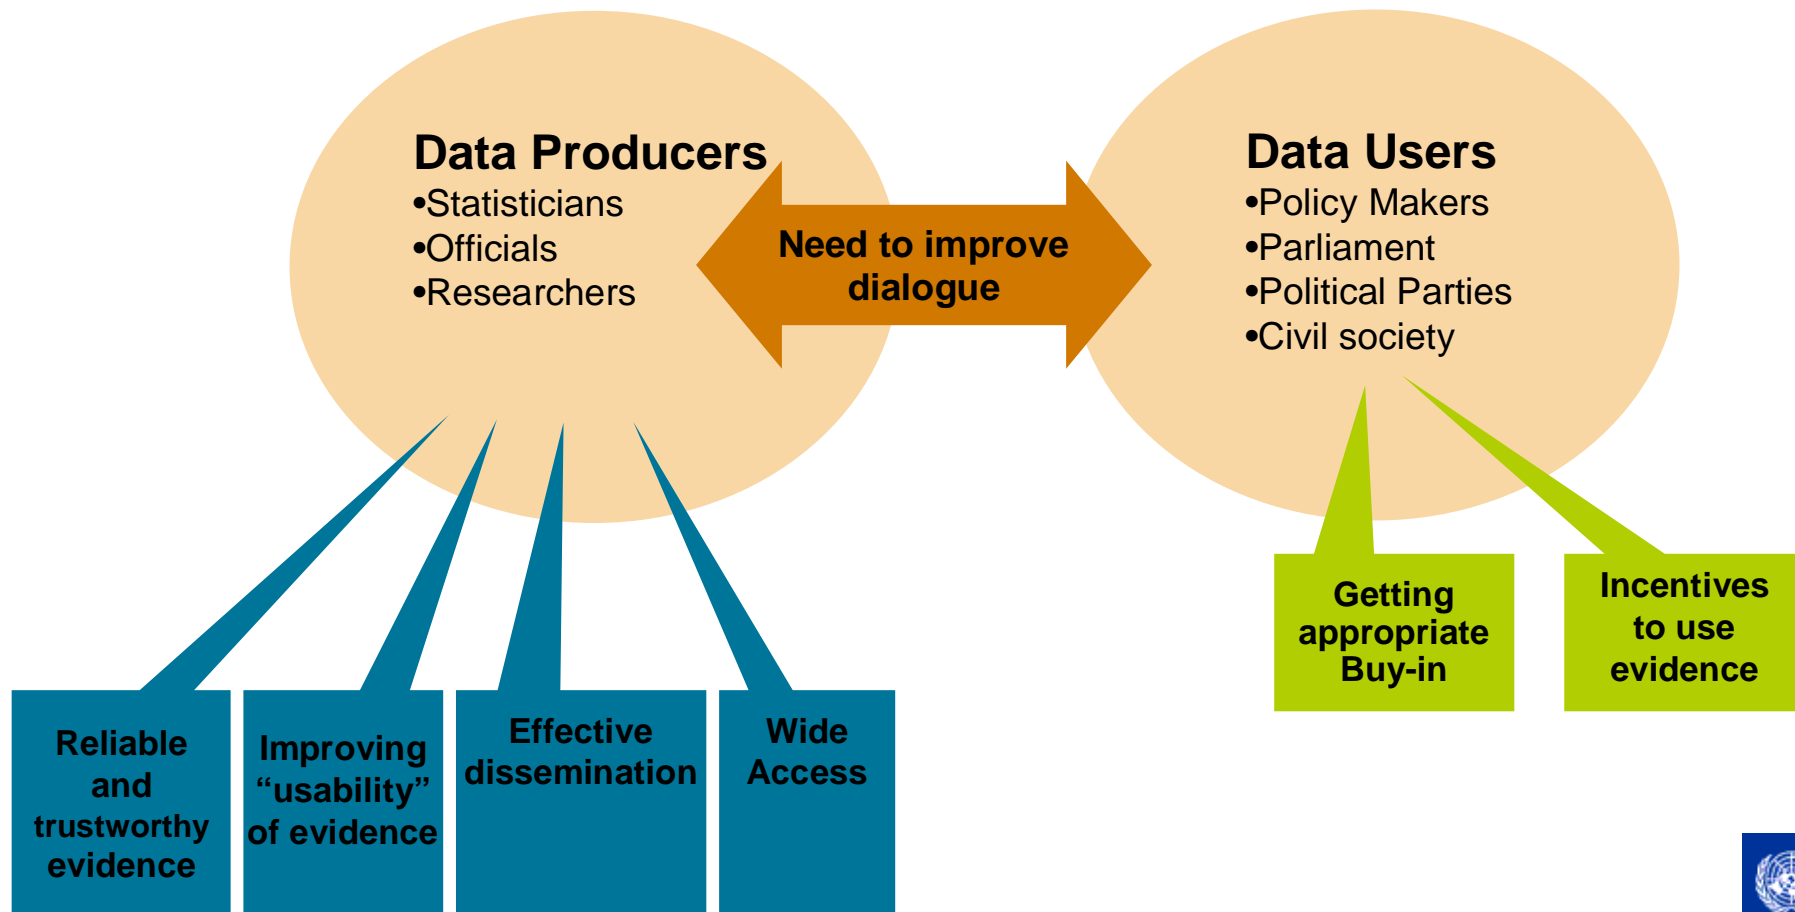 Data Producers
•Statisticians
•Officials
•Researchers
Need to improve
dialogue
Data Users
•Policy Makers
•Parliament
•Political Parties
•Civil society
Reliable
and
trustworthy
evidence
Improving
“usability”
of evidence
Effective
dissemination
Wide
Access
Getting
appropriate
Buy-in
Incentives
to use
evidence